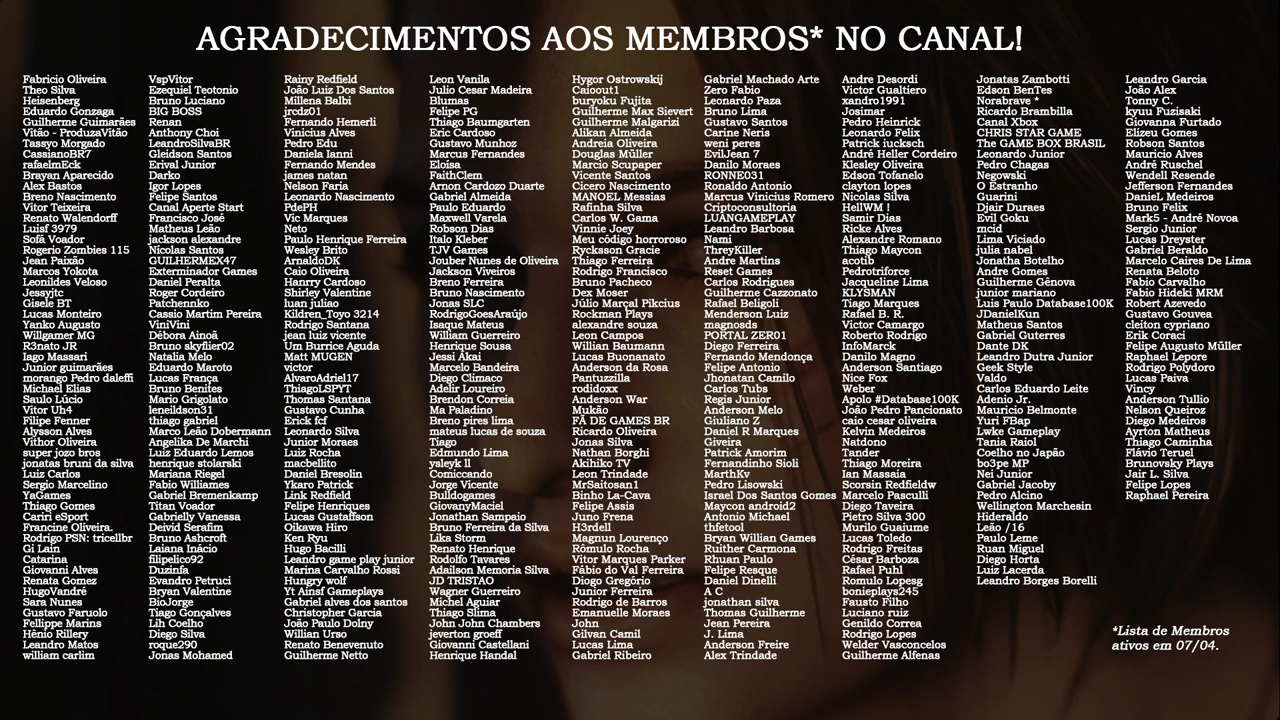 AGRADECIMENTOS AOS MEMBROS* NO CANAL!
Fabricio Oliveira
Theo Silva
Heisenberg
Eduardo Gonzaga
Guilherme Guimarães
Vitão - ProduzaVitão
Tassyo Morgado
CassianoBR7
rafaelmEck
Brayan Aparecido
Alex Bastos
Breno Nascimento
Vitor Teixeira
Renato Walendorff
Luisf 3979
Sofá Voador
Rogerio Zombies 115
Jean Paixão
Marcos Yokota
Leonildes Veloso
Jessyjtc
Gisele BT
Lucas Monteiro
Yanko Augusto
Willgamer MG
R3nato JR
Iago Massari
Junior guimarães
morango Pedro daleffi
Michael Elias
Saulo Lúcio
Vitor Uh4
Filipe Fenner
Alysson Alves
Vithor Oliveira
super jozo bros
jonatas bruni da silva
Luiz Carlos
Sergio Marcelino
YaGames
Thiago Gomes
Cariri eSport
Francine Oliveira.
Rodrigo PSN: tricellbr
Gi Lain
Catarina
Giovanni Alves
Renata Gomez
HugoVandré
Sara Nunes
Gustavo Faruolo
Fellippe Marins
Hênio Rillery
Leandro Matos
william carlim
VspVitor
Ezequiel Teotonio
Bruno Luciano
BIG BOSS
Renan
Anthony Choi
LeandroSilvaBR
Gleidson Santos
Erival Junior
Darko
Igor Lopes
Felipe Santos
Canal Aperte Start
Francisco José
Matheus Leão
jackson alexandre
Nicolas Santos
GUILHERMEX47
Exterminador Games
Daniel Peralta
Roger Cordeiro
Patchenko
Cassio Martim Pereira
ViniVini
Débora Ainoã
Bruno skyflier02
Natalia Melo
Eduardo Maroto
Lucas França
Bruno Benites
Mario Grigolato
leneildson31
thiago gabriel
Marco Leão Dobermann
Angelika De Marchi
Luiz Eduardo Lemos
henrique stolarski
Mariana Riegel
Fabio Williames
Gabriel Bremenkamp
Titan Voador
Gabrielly Vanessa
Deivid Serafim
Bruno Ashcroft
Laiana Inácio
filipelico92
Duzinfa
Evandro Petruci
Bryan Valentine
BioJorge
Tiago Gonçalves
Lih Coelho
Diego Silva
roque290
Jonas Mohamed
Rainy Redfield
João Luiz Dos Santos
Millena Balbi
jrodz01
Fernando Hemerli
Vinicius Alves
Pedro Edu
Daniela Ianni
Fernando Mendes
james natan
Nelson Faria
Leonardo Nascimento
PdePH
Vic Marques
Neto
Paulo Henrique Ferreira
Wesley Brito
ArnaldoDK
Caio Oliveira
Hanrry Cardoso
Shirley Valentine
luan juliao
Kildren_Toyo 3214
Rodrigo Santana
jean luiz vicente
Um Burrice Aguda
Matt MUGEN
victor
AlvaroAdriel17
ThiagoLSPYT
Thomas Santana
Gustavo Cunha
Erick fcf
Leonardo Silva
Junior Moraes
Luiz Rocha
macbellito
Daniel Bresolin
Ykaro Patrick
Link Redfield
Felipe Henriques
Lucas Gustaffson
Oikawa Hiro
Ken Ryu
Hugo Bacilli
Leandro game play junior
Marina Carvalho Rossi
Hungry wolf
Yt Ainsf Gameplays
Gabriel alves dos santos
Christopher Garcia
João Paulo Dolny
Willian Urso
Renato Benevenuto
Guilherme Netto
Leon Vanila
Julio Cesar Madeira
Blumas
Felipe PG
Thiago Baumgarten
Eric Cardoso
Gustavo Munhoz
Marcus Fernandes
Eloisa
FaithClem
Arnon Cardozo Duarte
Gabriel Almeida
Paulo Eduardo
Maxwell Varela
Robson Dias
Italo Kleber
TJV Games
Jouber Nunes de Oliveira
Jackson Viveiros
Breno Ferreira
Bruno Nascimento
Jonas SLC
RodrigoGoesAraújo
Isaque Mateus
William Guerreiro
Henrique Sousa
Jessi Akai
Marcelo Bandeira
Diego Climaco
Adelir Loureiro
Brendon Correia
Ma Paladino
Breno pires lima
mateus lucas de souza
Tiago
Edmundo Lima
ysleyk ll
Comiccando
Jorge Vicente
Bulldogames
GiovanyMaciel
Jonathan Sampaio
Bruno Ferreira da Silva
Lika Storm
Renato Henrique
Rodolfo Tavares
Adailson Memoria Silva
JD TRISTAO
Wagner Guerreiro
Michel Aguiar
Thiago Slima
John John Chambers
jeverton groeff
Giovanni Castellani
Henrique Handal
Hygor Ostrowskij
Caioout1
buryoku Fujita
Guilherme Max Sievert
Guilherme Malgarizi
Alikan Almeida
Andreia Oliveira
Douglas Müller
Marcio Scupaper
Vicente Santos
Cicero Nascimento
MANOEL Messias
Rafinha Silva
Carlos W. Gama
Vinnie Joey
Meu código horroroso
Rycksson Gracie
Thiago Ferreira
Rodrigo Francisco
Bruno Pacheco
Dex Moser
Júlio Marçal Pikcius
Rockman Plays
alexandre souza
Leon Campos
Willian Baumann
Lucas Buonanato
Anderson da Rosa
Pantuzzilla
rodidoxx
Anderson War
Mukão
FÃ DE GAMES BR
Ricardo Oliveira
Jonas Silva
Nathan Borghi
Akihiko TV
Leon Trindade
MrSaitosan1
Binho La-Cava
Felipe Assis
Juno Frena
H3rdell
Magnun Lourenço
Rômulo Rocha
Vitor Marques Parker
Fábio do Val Ferreira
Diogo Gregório
Junior Ferreira
Rodrigo de Barros
Emanuelle Moraes
John
Gilvan Camil
Lucas Lima
Gabriel Ribeiro
Gabriel Machado Arte
Zero Fabio
Leonardo Paza
Bruno Lima
Gustavo Santos
Carine Neris
weni peres
EvilJean 7
Danilo Moraes
RONNE031
Ronaldo Antonio
Marcus Vinicius Romero
Criptoconsultoria
LUANGAMEPLAY
Leandro Barbosa
Nami
ThreyKiller
Andre Martins
Reset Games
Carlos Rodrigues
Guilherme Cazzonato
Rafael Beligoli
Menderson Luiz
magnosds
PORTAL ZER01
Diego Ferreira
Fernando Mendonça
Felipe Antonio
Jhonatan Camilo
Carlos Tubs
Regis Junior
Anderson Melo
Giuliano Z
Daniel R Marques
Giveira
Patrick Amorim
Fernandinho Sioli
MarthKv
Pedro Lisowski
Israel Dos Santos Gomes
Maycon android2
Antonio Michael
thfetool
Bryan Willian Games
Ruither Carmona
Rhuan Paulo
Felipe Resque
Daniel Dinelli
A C
jonathan silva
Thomas Guilherme
Jean Pereira
J. Lima
Anderson Freire
Alex Trindade
Andre Desordi
Victor Gualtiero
xandro1991
Josimar
Pedro Heinrick
Leonardo Felix
Patrick iucksch
André Heller Cordeiro
Klesley Oliveira
Edson Tofanelo
clayton lopes
Nicolas Silva
HellWM !
Samir Dias
Ricke Alves
Alexandre Romano
Thiago Maycon
acotib
Pedrotriforce
Jacqueline Lima
KLYSMAN
Tiago Marques
Rafael B. R.
Victor Camargo
Roberto Rodrigo
InfoMarck
Danilo Magno
Anderson Santiago
Nice Fox
Weber
Apolo #Database100K
João Pedro Pancionato
caio cesar oliveira
Kelvin Medeiros
Natdono
Tander
Thiago Moreira
Ian Massaia
Scorsin Redfieldw
Marcelo Pasculli
Diego Taveira
Pietro Silva 300
Murilo Guaiume
Lucas Toledo
Rodrigo Freitas
César Barboza
Rafael Puhl
Romulo Lopesg
bonieplays245
Fausto Filho
Luciano ruiz
Genildo Correa
Rodrigo Lopes
Welder Vasconcelos
Guilherme Alfenas
Jonatas Zambotti
Edson BenTes
Norabrave *
Ricardo Brambilla
Canal Xbox
CHRIS STAR GAME
The GAME BOX BRASIL
Leonardo Junior
Pedro Chagas
Negowski
O Estranho
Guarini
Djair Duraes
Evil Goku
mcid
Lima Viciado
julia nabel
Jonatha Botelho
Andre Gomes
Guilherme Gênova
junior mariano
Luis Paulo Database100K
JDanielKun
Matheus Santos
Gabriel Guterres
Dante DK
Leandro Dutra Junior
Geek Style
Valdo
Carlos Eduardo Leite
Adenio Jr.
Mauricio Belmonte
Yuri FBap
Lwke Gameplay
Tania Raiol
Coelho no Japão
bo3pe MP
Nei Junior
Gabriel Jacoby
Pedro Alcino
Wellington Marchesin
Hideraldo
Leão /16
Paulo Leme
Ruan Miguel
Diego Horta
Luiz Lacerda
Leandro Borges Borelli
Leandro Garcia
João Alex
Tonny C.
kyuu Fuzisaki
Giovanna Furtado
Elizeu Gomes
Robson Santos
Mauricio Alves
André Ruschel
Wendell Resende
Jefferson Fernandes
DanieL Medeiros
Bruno Felix
Mark5 - André Novoa
Sergio Junior
Lucas Dreyster
Gabriel Beraldo
Marcelo Caires De Lima
Renata Beloto
Fabio Carvalho
Fabio Hideki MRM
Robert Azevedo
Gustavo Gouvea
cleiton cypriano
Erik Coraci
Felipe Augusto Müller
Raphael Lepore
Rodrigo Polydoro
Lucas Paiva
Wincy
Anderson Tullio
Nelson Queiroz
Diego Medeiros
Ayrton Matheus
Thiago Caminha
Flávio Teruel
Brunovsky Plays
Jair L. Silva
Felipe Lopes
Raphael Pereira
*Lista de Membros
ativos em 07/04.